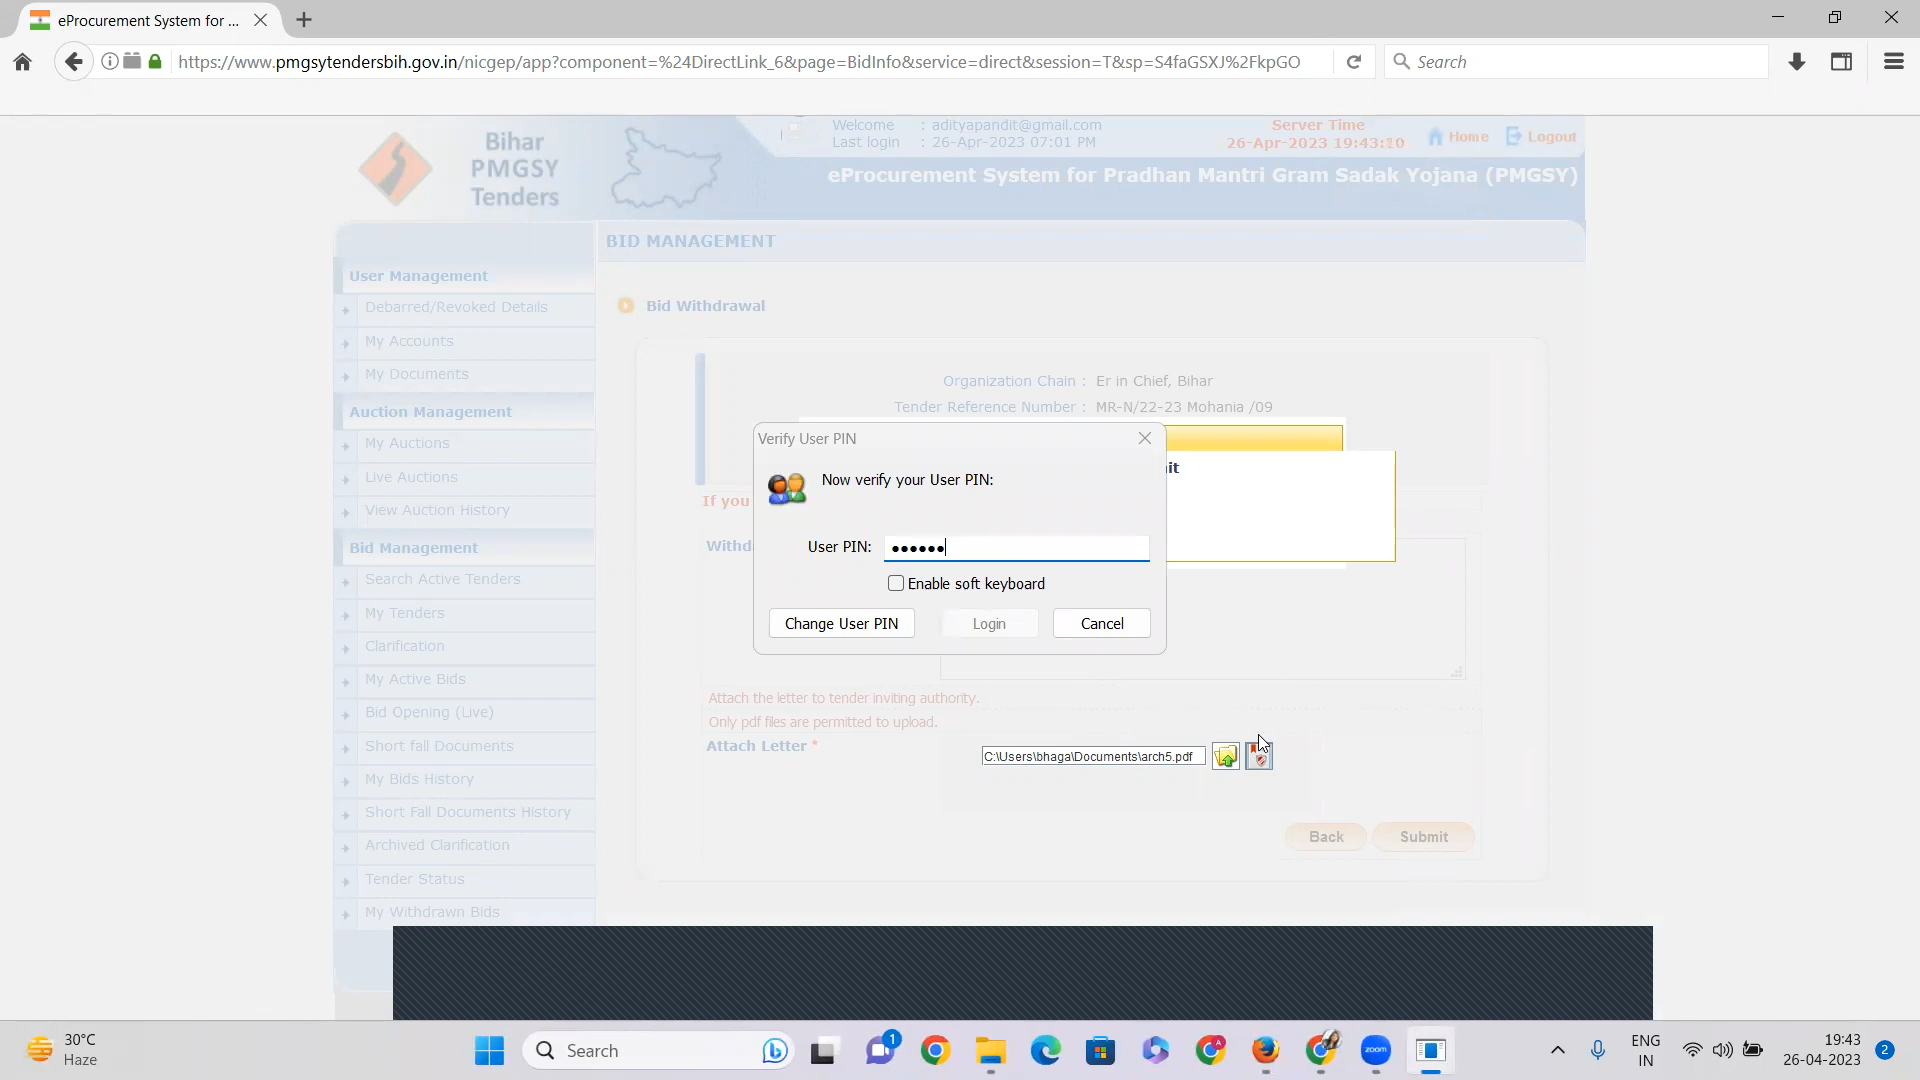 eProcurement System for ...
https://www.pmgsytendersbih.gov.in/nicgep/app?component=%24DirectLink_6&page=BidInfo&service=direct&session=T&sp=S4faGSXJ%2FkpGO
Search
Bihar
PMGSY
Tenders
Welcome : adityapandit@gmail.com
Last login : 26-Apr-2023 07:01 PM
Server Time
Home
Logout
eProcurement System for Pradhan Mantri Gram Sadak Yojana (PMGSY)
User Management
Debarred/Revoked Details
My Accounts
My Documents
Auction Management
My Auctions
Live Auctions
View Auction History
Bid Management
Search Active Tenders
My Tenders
Clarification
My Active Bids
Bid Opening (Live)
Short fall Documents
My Bids History
Short Fall Documents History
Archived Clarification
Tender Status
My Withdrawn Bids
BID MANAGEMENT
Bid Withdrawal
Organization Chain : Er in Chief, Bihar
Tender Reference Number : MR-N/22-23 Mohania /09
If you
Verify User PIN
Now verify your User PIN:
User PIN: ●●●●●●
Enable soft keyboard
Change User PIN
Login
Cancel
Attach the letter to tender inviting authority.
Only pdf files are permitted to upload.
Attach Letter *
C:\Users\bhaga\Documents\arch5.pdf
Back
Submit
30°C
Haze
Search
1
zoom
ENG
IN
19:43
26-04-2023
2